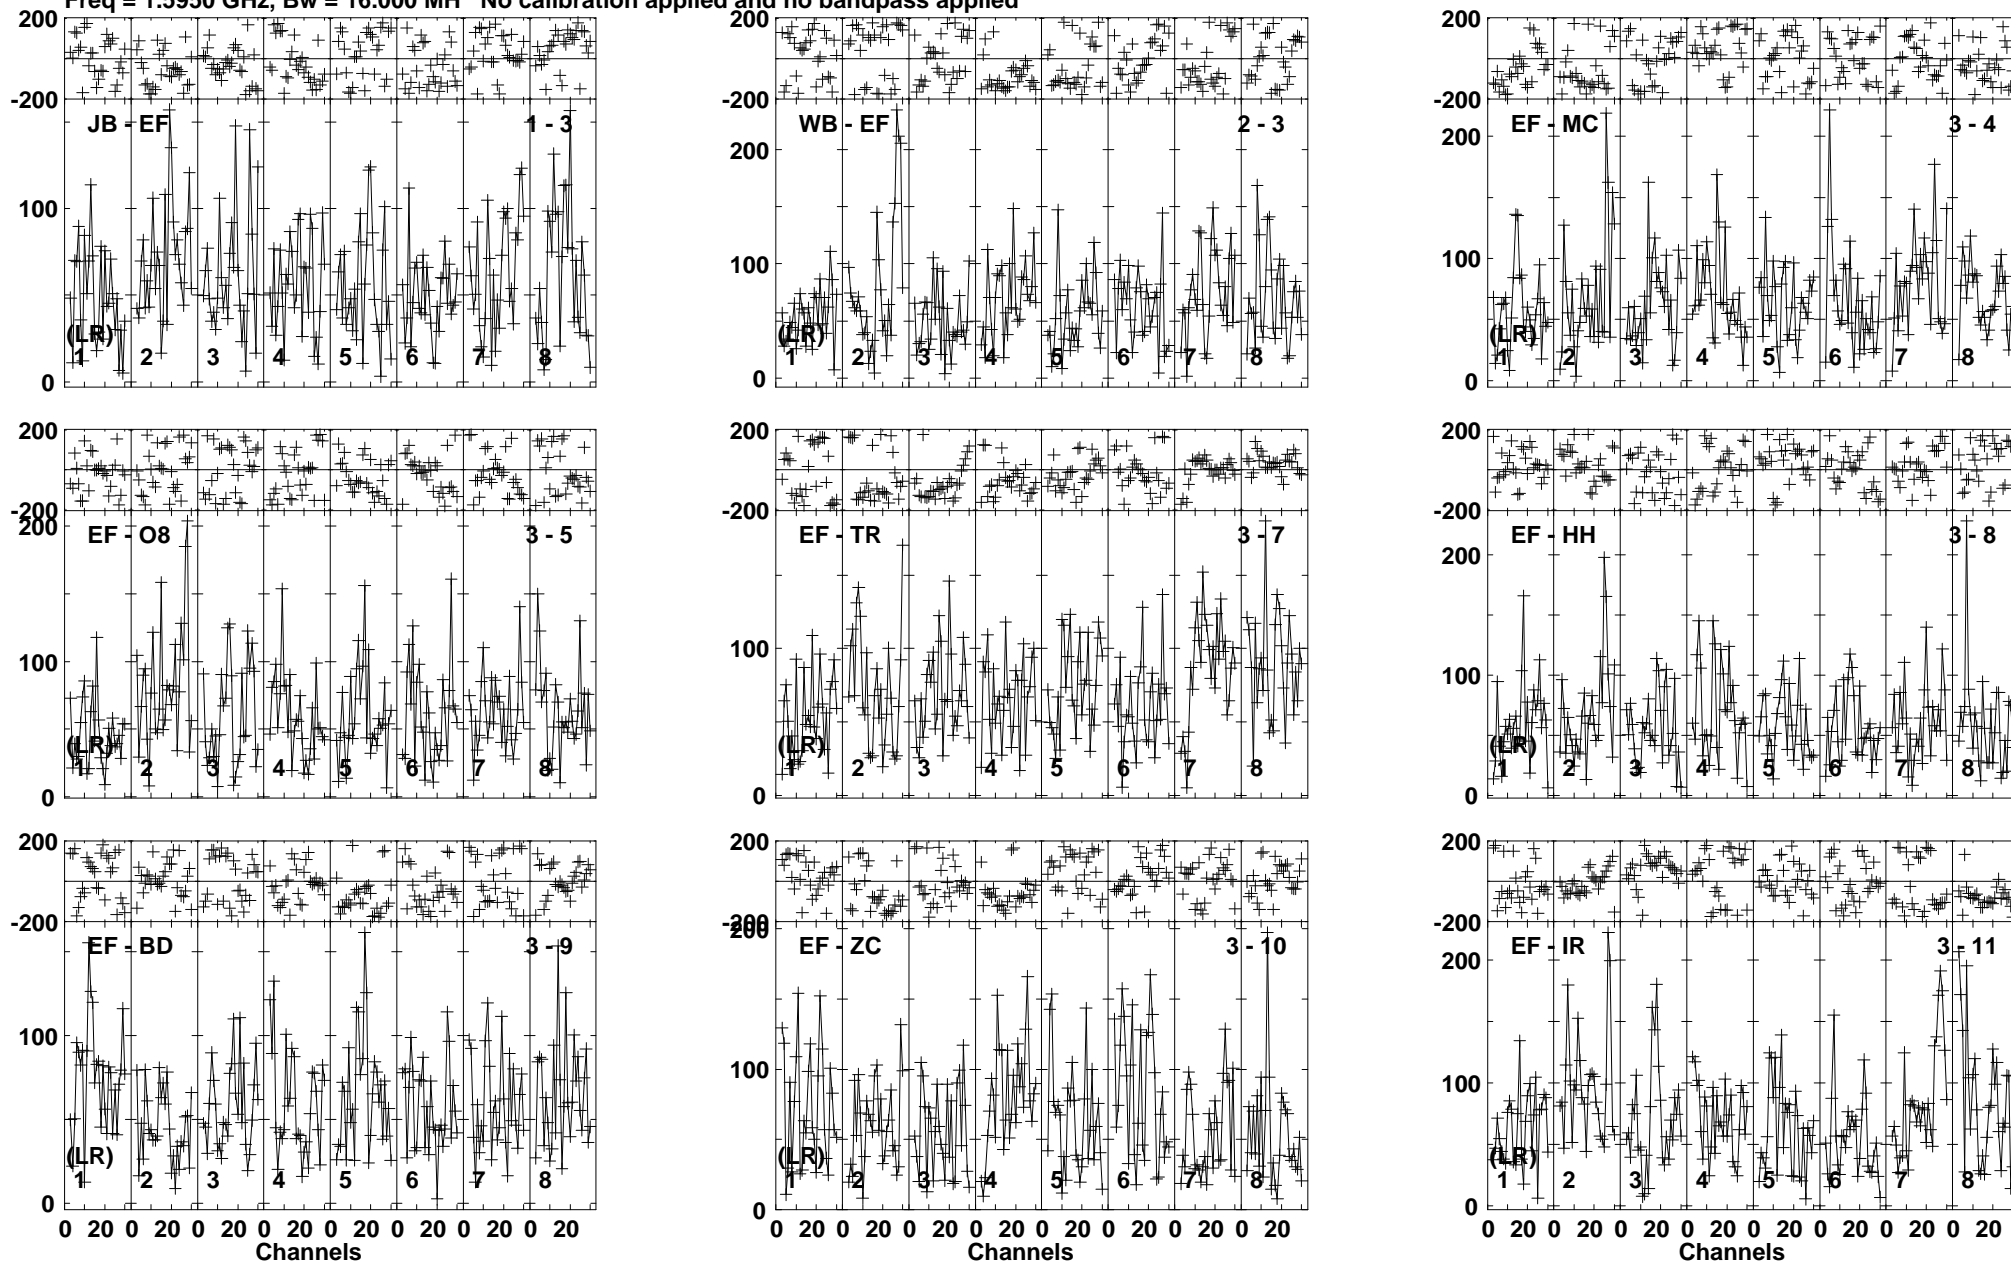 Freq = 1.5950 GHz, Bw = 16.000 MH No calibration applied and no bandpass applied
200 200 200
-200 -200 -200
JB - EF 1 - 3 WB - EF 2 - 3 EF - MC 3 - 4
200 200
100 100 100
(LR) (LR) (LR)
1 2 3 4 5 6 7 8 1 2 3 4 5 6 7 8 1 2 3 4 5 6 7 8
0 0 0
200 200 200
-200 -200 -200
200
EF - O8 3 - 5 EF - TR 3 - 7 EF - HH 3 - 8
200
100 100 100
(LR) (LR) (LR)
1 2 3 4 5 6 7 8 1 2 3 4 5 6 7 8 1 2 3 4 5 6 7 8
0 0 0
200 200 200
-200 -200 -200
200
EF - BD 3 - 9 EF - ZC 3 - 10 EF - IR 3 - 11
200
100 100 100
(LR) (LR) (LR)
1 2 3 4 5 6 7 8 1 2 3 4 5 6 7 8 1 2 3 4 5 6 7 8
0 0 0
0 20 0 20 0 20 0 20 0 20 0 20 0 20 0 20 0 20 0 20 0 20 0 20 0 20 0 20 0 20 0 20 0 20 0 20 0 20 0 20 0 20 0 20 0 20 0 20
Channels Channels Channels